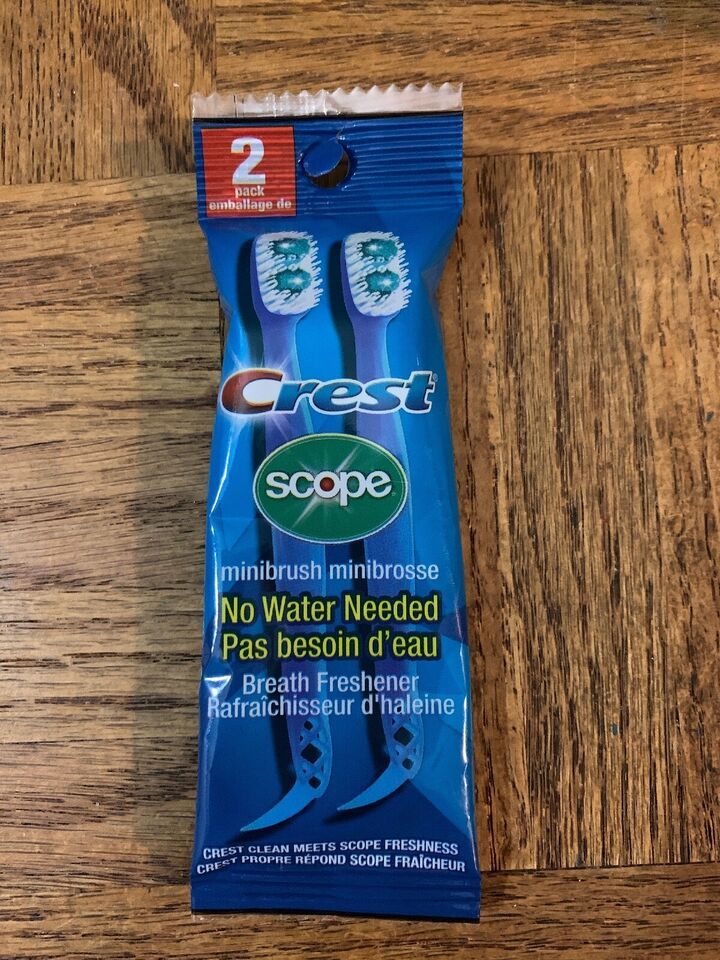 2
pack
emballage de
Crest
scope
minibrush minibrosse
No Water Needed
Pas besoin d'eau
Breath Freshener
Rafraîchisseur d'haleine
CREST CLEAN MEETS SCOPE FRESHNESS
CREST PROPRE RÉPOND SCOPE FRAÎCHEUR